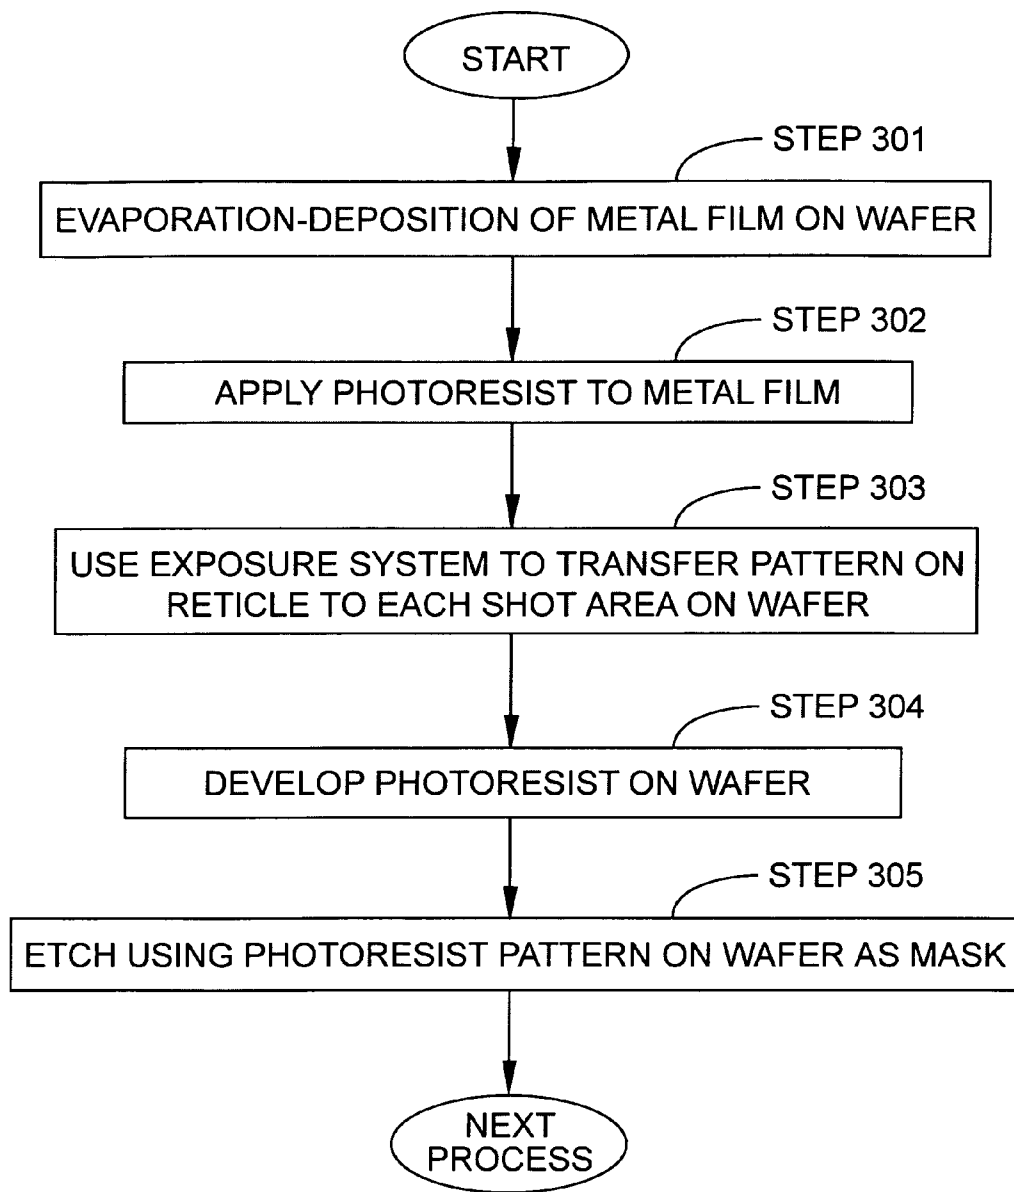 START
STEP 301
EVAPORATION-DEPOSITION OF METAL FILM ON WAFER
STEP 302
APPLY PHOTORESIST TO METAL FILM
STEP 303
USE EXPOSURE SYSTEM TO TRANSFER PATTERN ON
RETICLE TO EACH SHOT AREA ON WAFER
STEP 304
DEVELOP PHOTORESIST ON WAFER
STEP 305
ETCH USING PHOTORESIST PATTERN ON WAFER AS MASK
NEXT
PROCESS